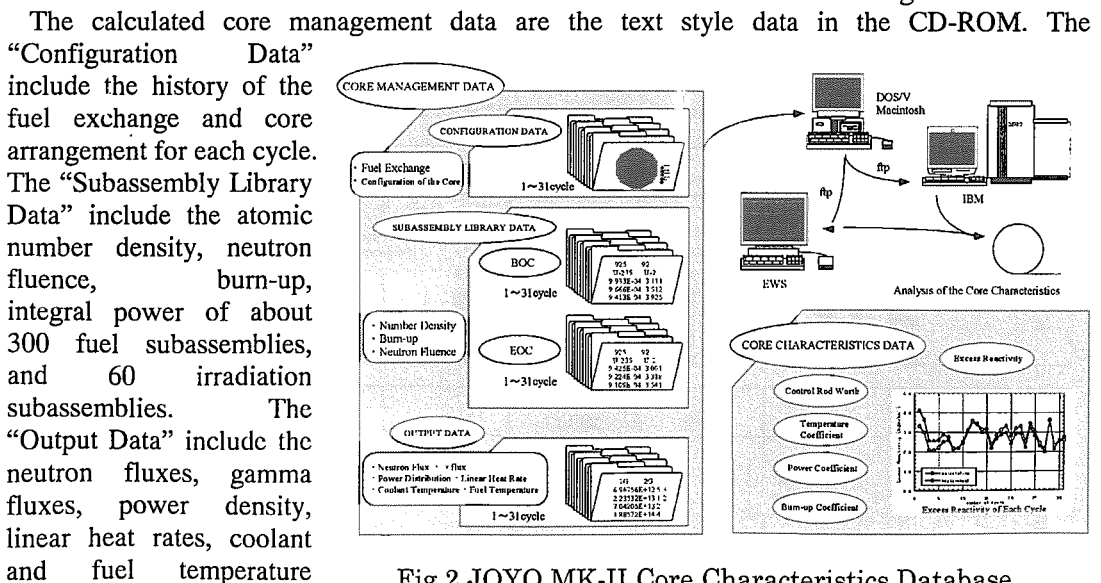 The calculated core management data are the text style data in the CD-ROM. The
“Configuration Data”
include the history of the
fuel exchange and core
arrangement for each cycle.
The “Subassembly Library
Data” include the atomic
number density, neutron
fluence, burn-up,
integral power of about
300 fuel subassemblies,
and 60 irradiation
subassemblies. The
“Output Data” include the
neutron fluxes, gamma
fluxes, power density,
linear heat rates, coolant
and fuel temperature
CORE MANAGEMENT DATA
CONFIGURATION DATA
· Fuel Exchange
· Configuration of the Core
1~31cycle
SUBASSEMBLY LIBRARY DATA
BOC
1~31cycle
925 92
U-235
· Number Density
· Burn-up
· Neutron Fluence
EOC
1~31cycle
925 92
OUTPUT DATA
· Neutron Flux · γ flux
· Power Distribution · Linear Heat Rate
· Coolant Temperature · Fuel Temperature
1~31cycle
DOS/V
Macintosh
ftp
IBM
ftp
EWS
Analysis of the Core Characteristics
CORE CHARACTERISTICS DATA
Excess Reactivity
Control Rod Worth
Temperature
Coefficient
Power Coefficient
Burn-up Coefficient
Excess Reactivity of Each Cycle
Fig.2 JOYO MK-II Core Characteristics Database